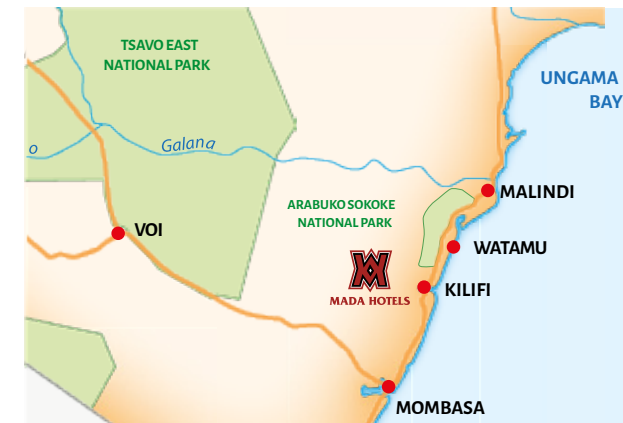 TSAVO EAST
NATIONAL PARK
UNGAMA
BAY
o
Galana
MALINDI
ARABUKO SOKOKE
NATIONAL PARK
VOI
WATAMU
MADA HOTELS
KILIFI
MOMBASA